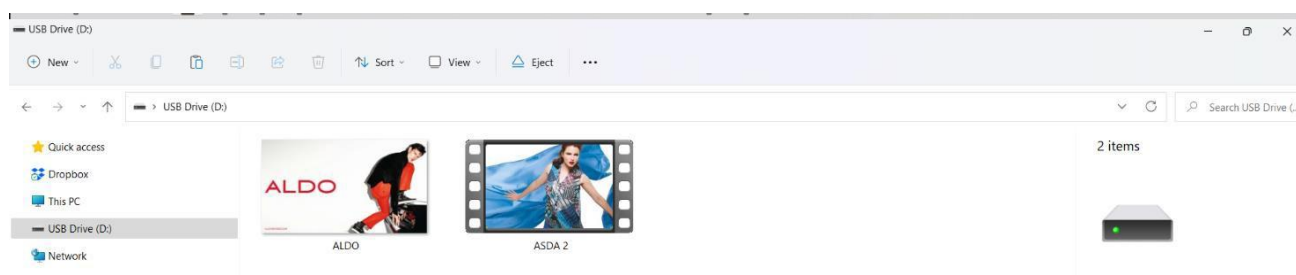 USB Drive (D:)
New Sort View Eject
USB Drive (D:) Search USB Drive (...
Quick access
Dropbox
This PC
USB Drive (D:)
Network
ALDO
ALDO
ASDA 2
2 items